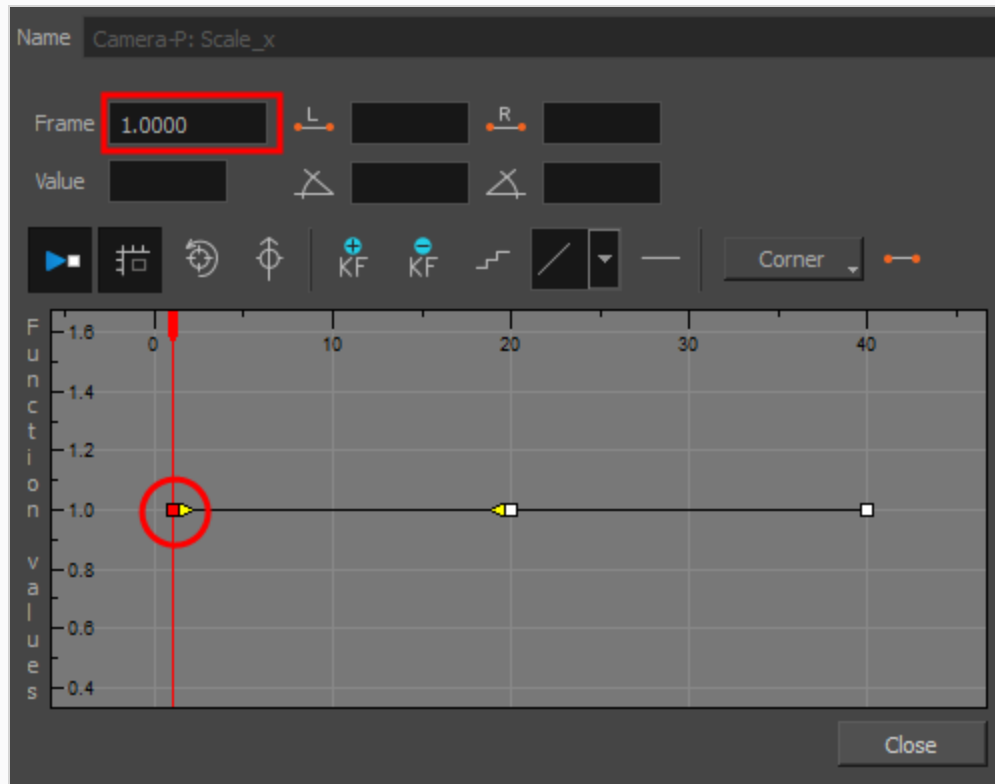 Name Camera-P: Scale_x
Frame 1.0000 L R
Value
KF KF Corner
Function values
1.6
0 10 20 30 40
1.4
1.2
1.0
0.8
0.6
0.4
Close